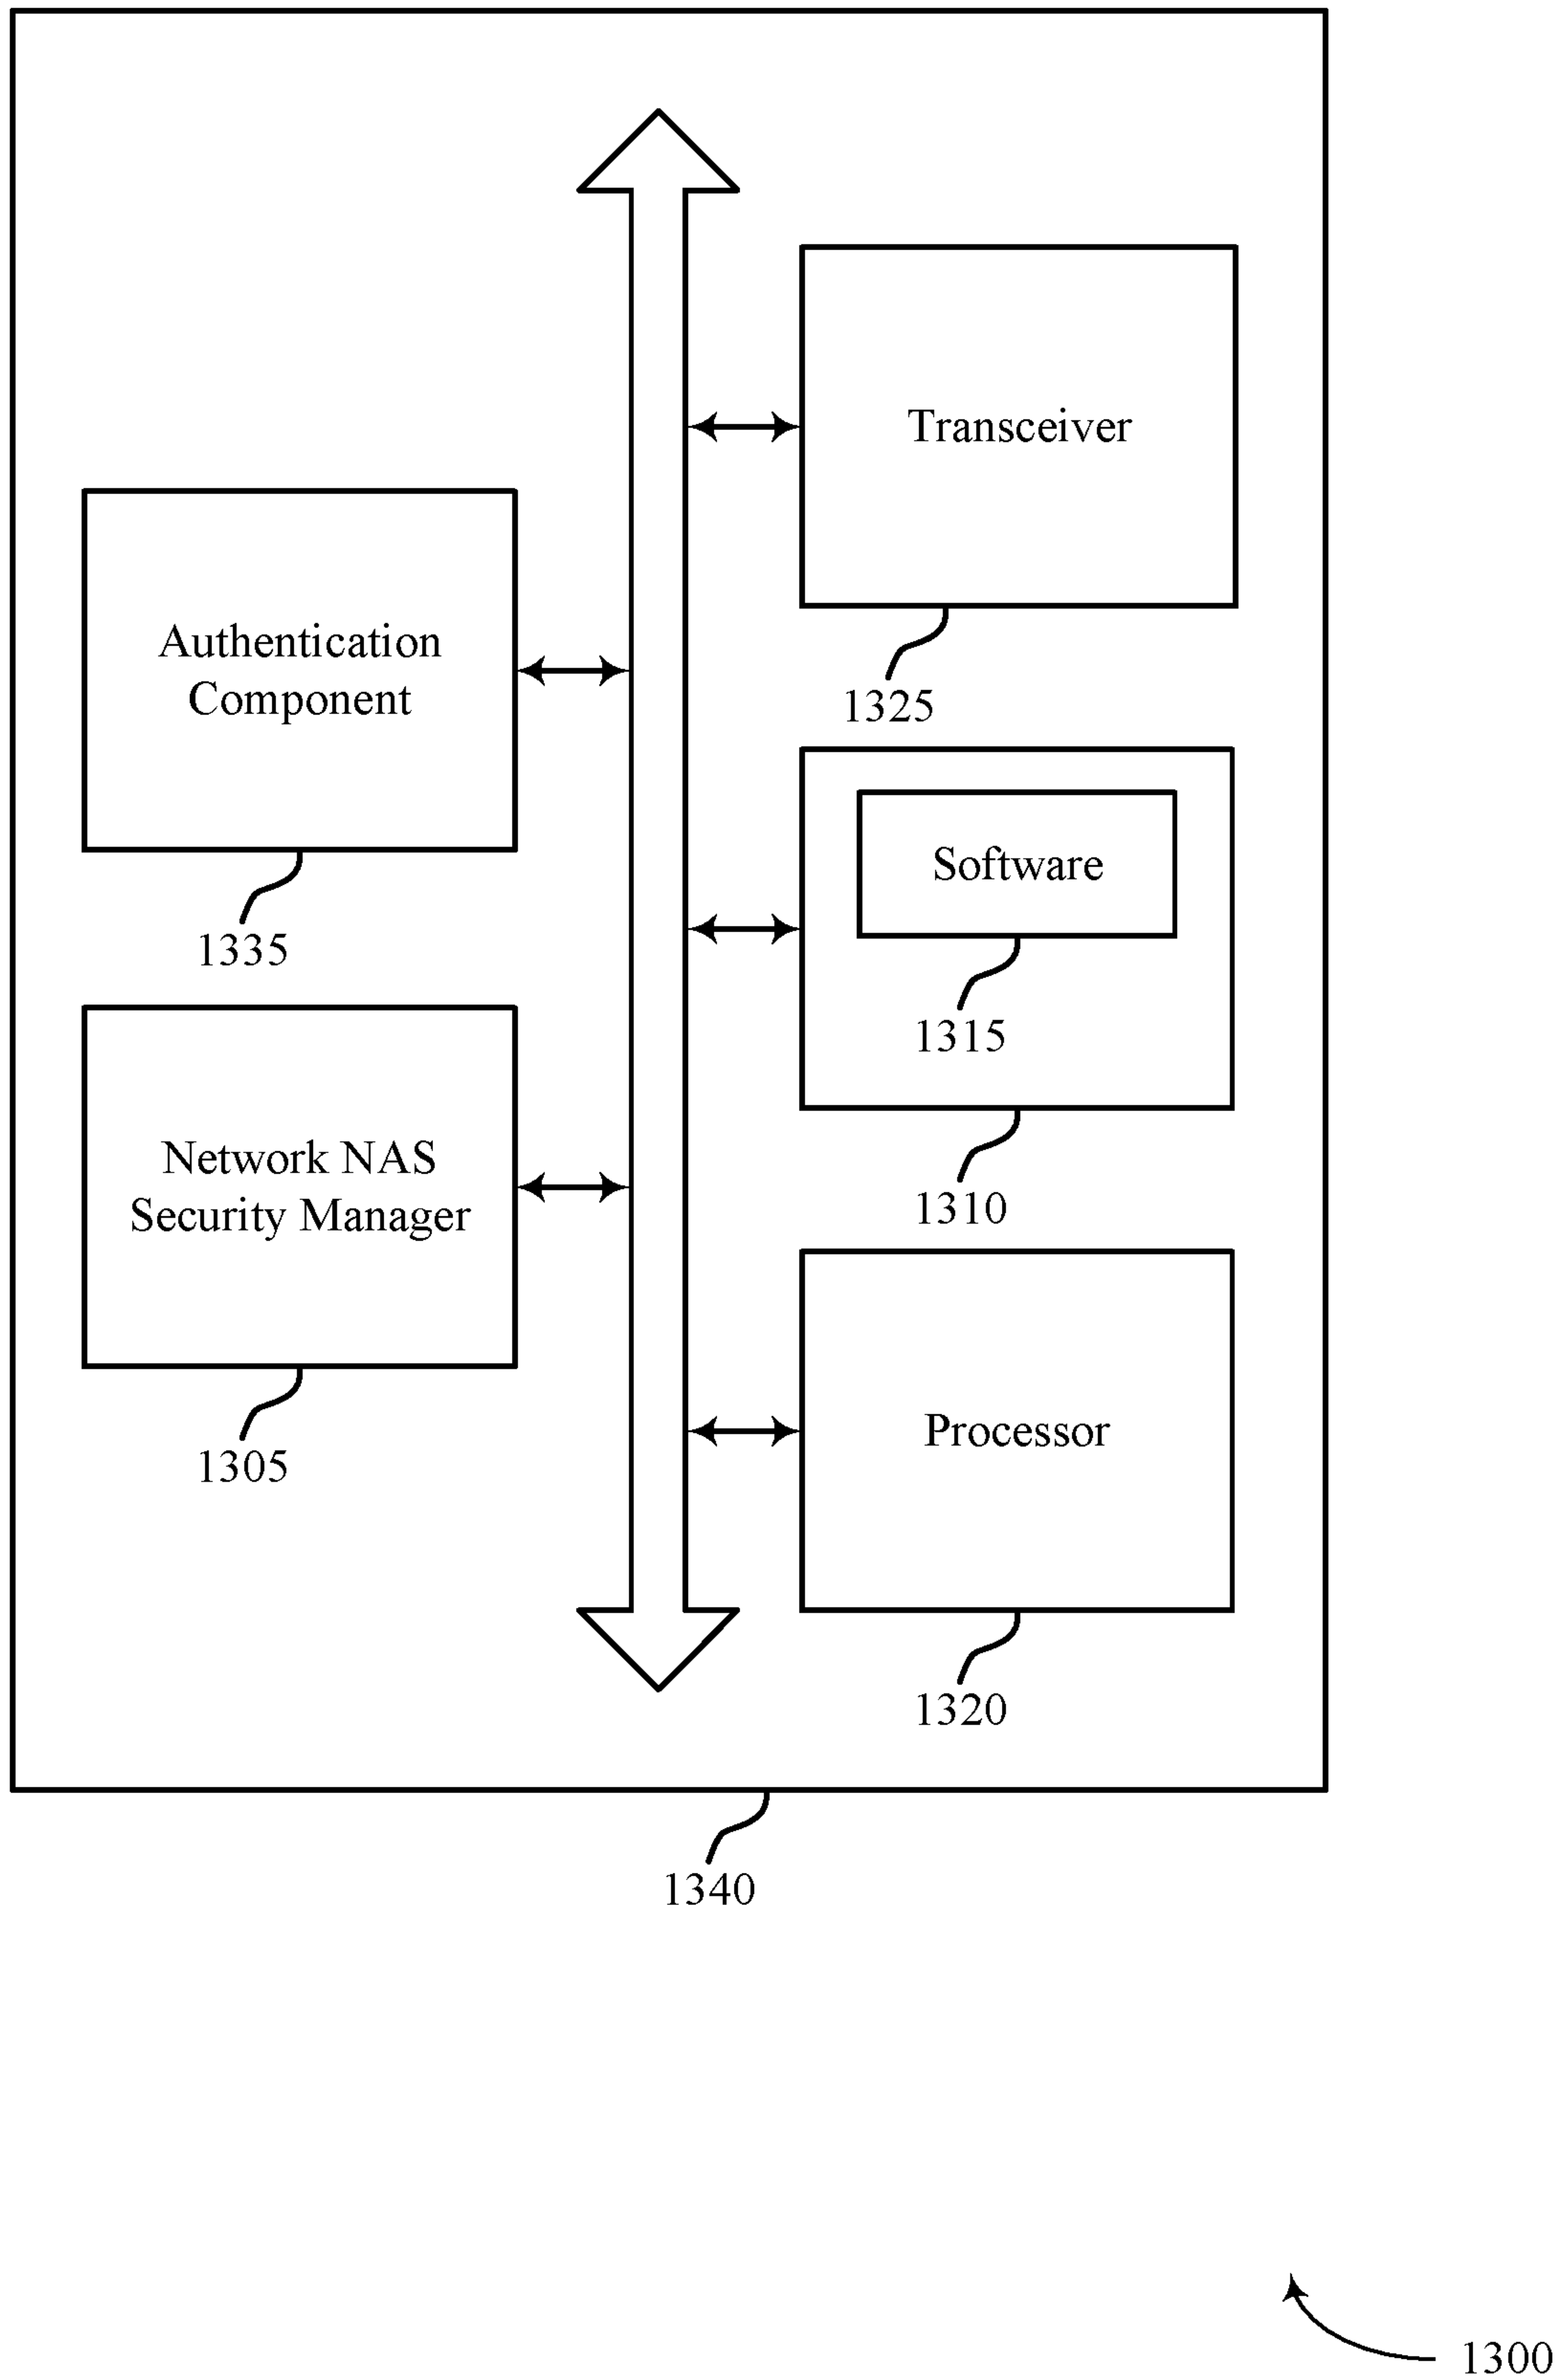 Transceiver
1325
Authentication
Component
1335
Software
1315
1310
Network NAS
Security Manager
1305
Processor
1320
1340
1300